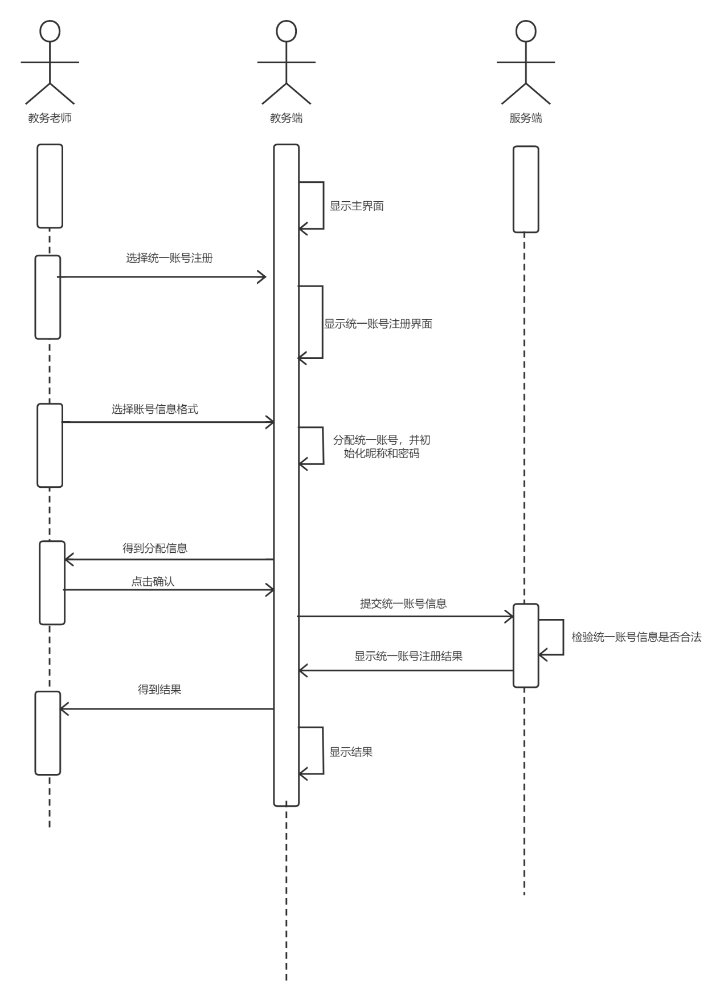 教务老师
教务端
服务端
显示主界面
选择统一账号注册
显示统一账号注册界面
选择账号信息格式
分配统一账号，并初
始化昵称和密码
得到分配信息
点击确认
提交统一账号信息
检验统一账号信息是否合法
显示统一账号注册结果
得到结果
显示结果